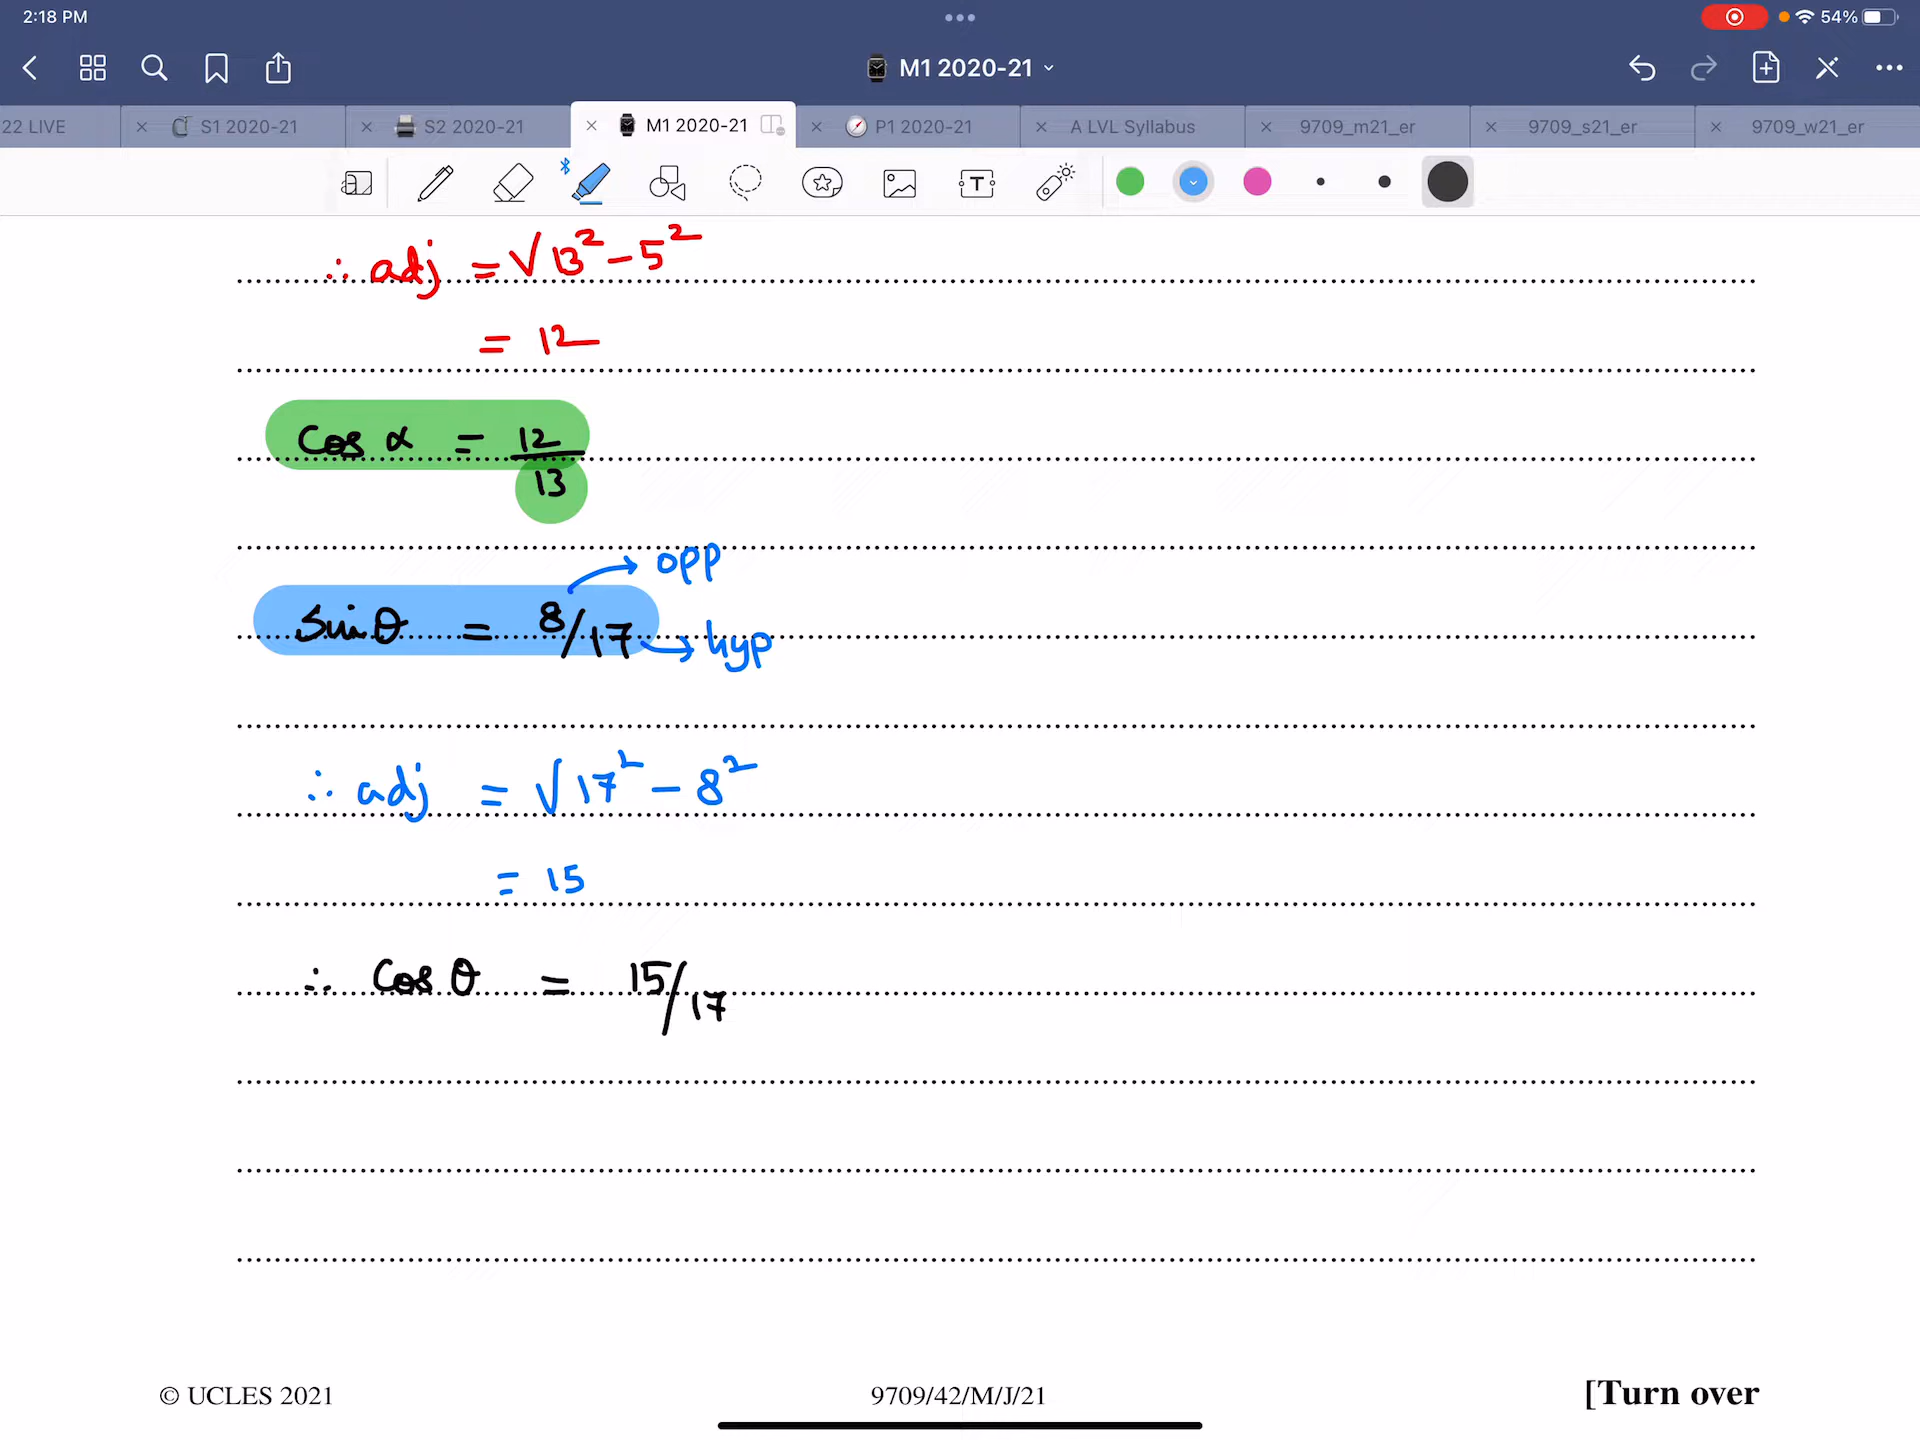 2:18 PM
54%
M1 2020-21
22 LIVE
S1 2020-21
S2 2020-21
M1 2020-21
P1 2020-21
A LVL Syllabus
9709_m21_er
9709_s21_er
9709_w21_er
∴ adj = √13² − 5²
= 12
cos α = 12/13
opp
sin θ = 8/17
hyp
∴ adj = √17² − 8²
= 15
∴ cos θ = 15/17
© UCLES 2021
9709/42/M/J/21
[Turn over